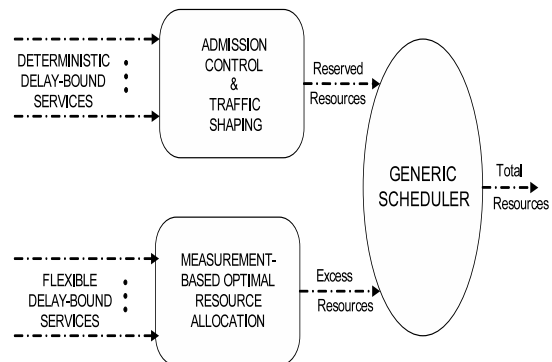 DETERMINISTIC
DELAY-BOUND
SERVICES
ADMISSION
CONTROL
&
TRAFFIC
SHAPING
Reserved
Resources
GENERIC
SCHEDULER
Total
Resources
FLEXIBLE
DELAY-BOUND
SERVICES
MEASUREMENT-
BASED OPTIMAL
RESOURCE
ALLOCATION
Excess
Resources